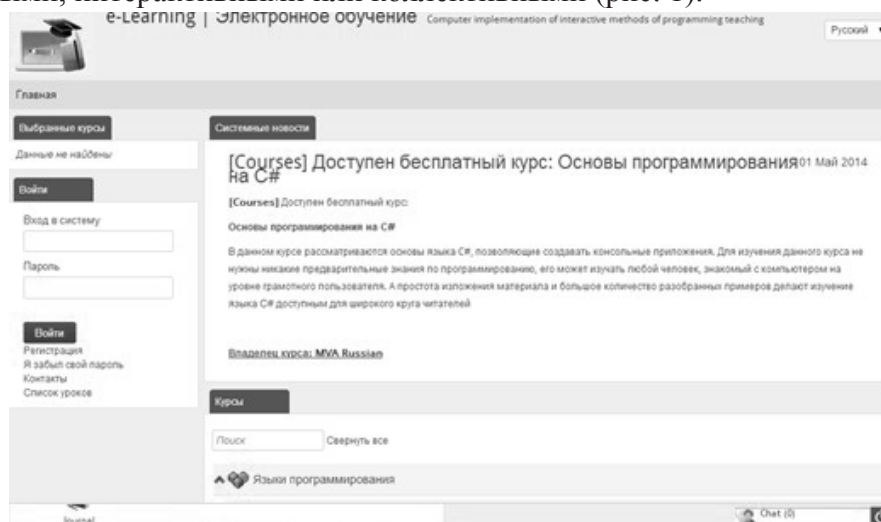 e-Learning | Электронное обучение Computer implementation of interactive methods of programming teaching
Русский
Главная
Выбранные курсы
Данные не найдены
Войти
Вход в систему
Пароль
Войти
Регистрация
Я забыл свой пароль
Контакты
Список уроков
Системные новости
[Courses] Доступен бесплатный курс: Основы программирования 01 Май 2014
на C#
[Courses] Доступен бесплатный курс:
Основы программирования на C#
В данном курсе рассматриваются основы языка C#, позволяющие создавать консольные приложения. Для изучения данного курса не
нужны никакие предварительные знания по программированию, его может изучать любой человек, знакомый с компьютером на
уровне грамотного пользователя. А простота изложения материала и большое количество разобранных примеров делают изучение
языка C# доступным для широкого круга читателей
Владелец курса: MVA Russian
Курсы
Поиск Свернуть все
Языки программирования
Chat (0)